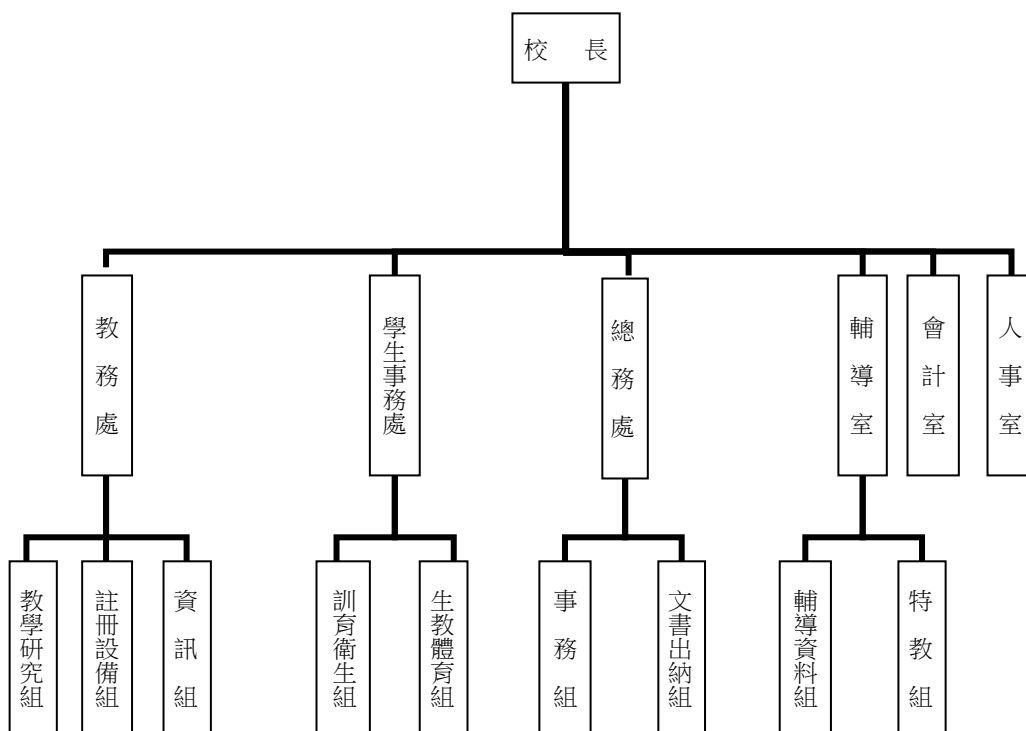 校長
教務處
學生事務處
總務處
輔導室
會計室
人事室
教學研究組
註冊設備組
資訊組
訓育衛生組
生教體育組
事務組
文書出納組
輔導資料組
特教組